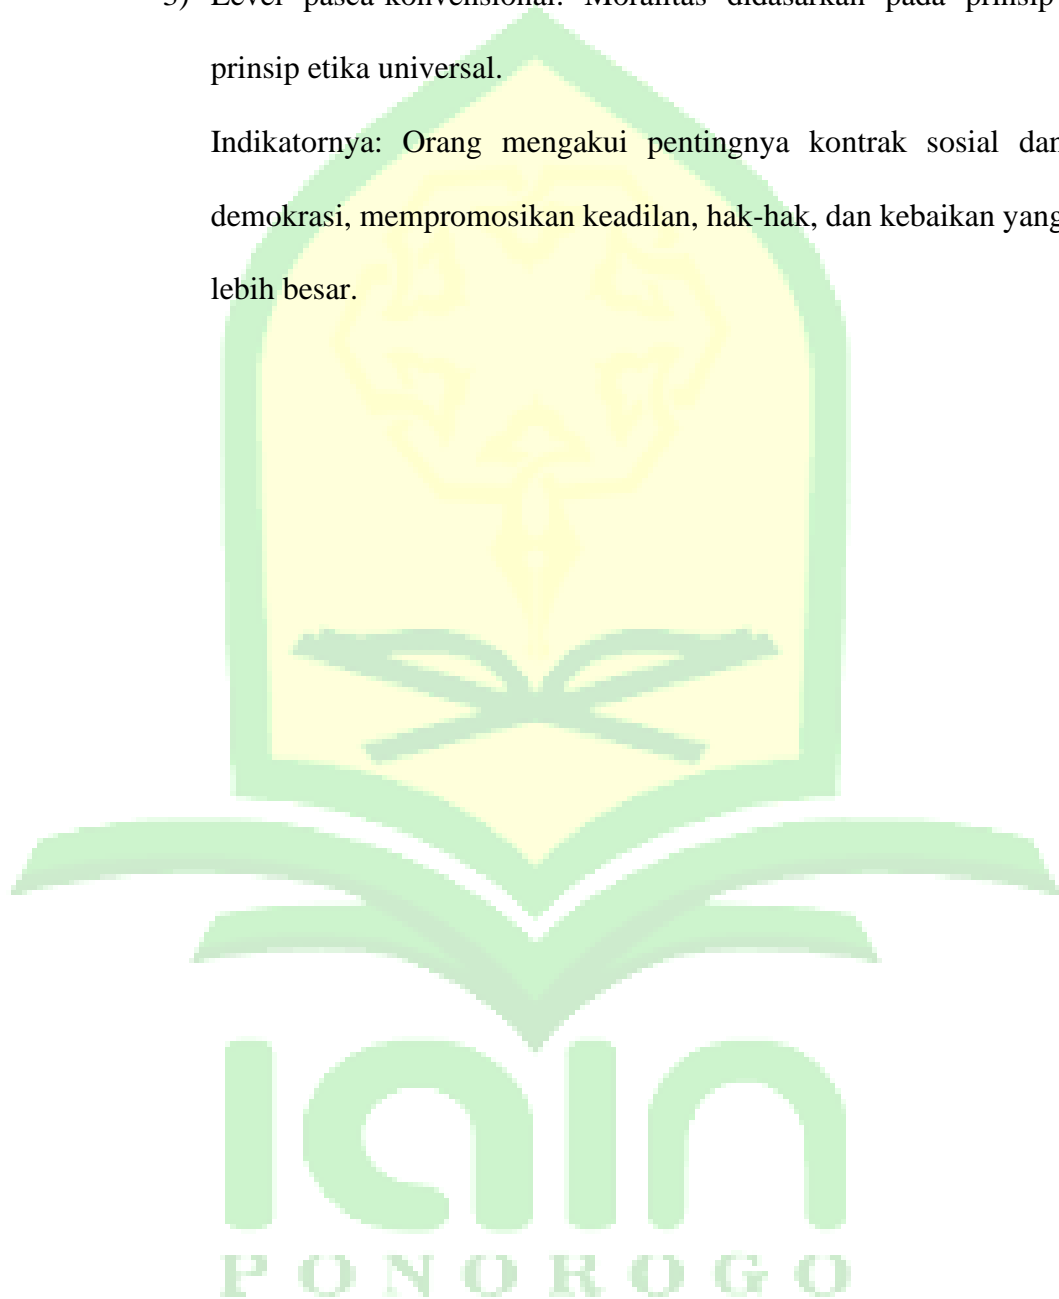 3) Level pasca-konvensional: Moralitas didasarkan pada prinsip-
prinsip etika universal.
Indikatornya: Orang mengakui pentingnya kontrak sosial dan
demokrasi, mempromosikan keadilan, hak-hak, dan kebaikan yang
lebih besar.
iain
PONOROGO